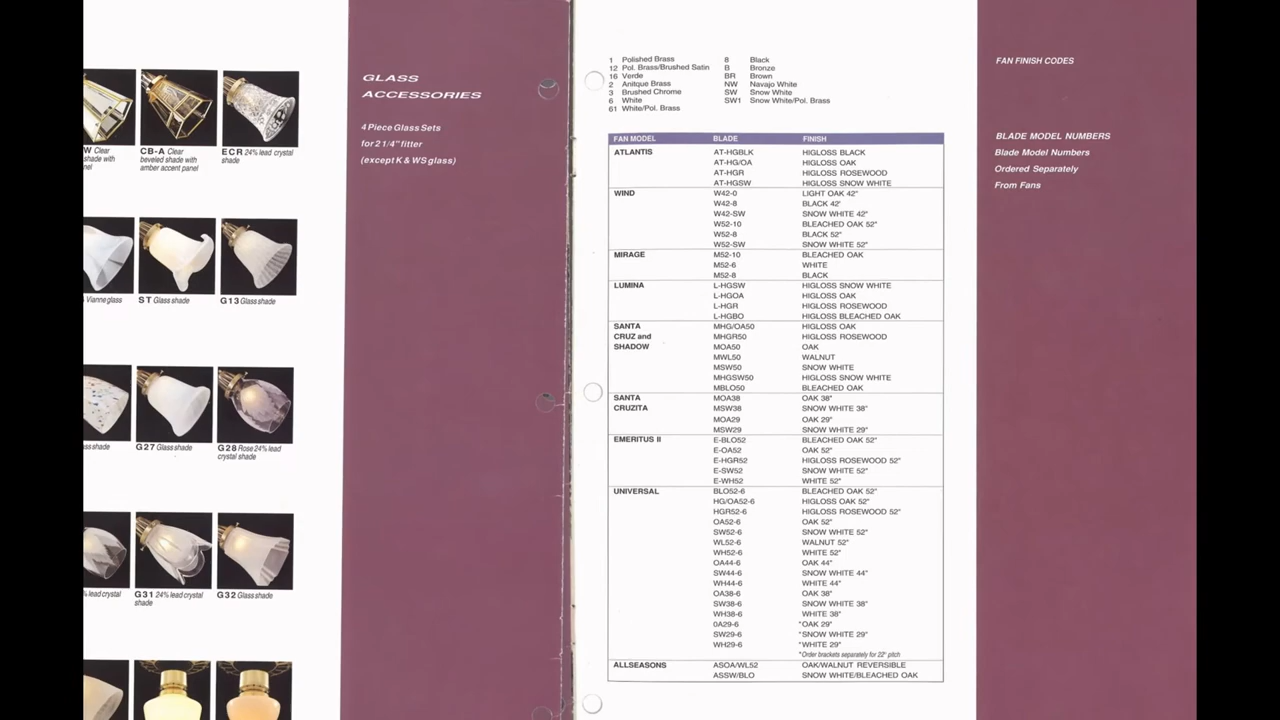 W Clear
shade with
nel
CB-A Clear
beveled shade with
amber accent panel
ECR 24% lead crystal
shade
Vianne glass
ST Glass shade
G13 Glass shade
ss shade
G27 Glass shade
G28 Rose 24% lead
crystal shade
% lead crystal
G31 24% lead crystal
shade
G32 Glass shade
GLASS
ACCESSORIES
4 Piece Glass Sets
for 2 1/4" fitter
(except K & WS glass)
1 Polished Brass
12 Pol. Brass/Brushed Satin
16 Verde
2 Antique Brass
3 Brushed Chrome
6 White
61 White/Pol. Brass
8 Black
B Bronze
BR Brown
NW Navajo White
SW Snow White
SW1 Snow White/Pol. Brass
FAN MODEL BLADE FINISH
ATLANTIS AT-HGBLK HIGLOSS BLACK
AT-HG/OA HIGLOSS OAK
AT-HGR HIGLOSS ROSEWOOD
AT-HGSW HIGLOSS SNOW WHITE
WIND W42-0 LIGHT OAK 42"
W42-8 BLACK 42'
W42-SW SNOW WHITE 42"
W52-10 BLEACHED OAK 52"
W52-8 BLACK 52"
W52-SW SNOW WHITE 52"
MIRAGE M52-10 BLEACHED OAK
M52-6 WHITE
M52-8 BLACK
LUMINA L-HGSW HIGLOSS SNOW WHITE
L-HGOA HIGLOSS OAK
L-HGR HIGLOSS ROSEWOOD
L-HGBO HIGLOSS BLEACHED OAK
SANTA MHG/OA50 HIGLOSS OAK
CRUZ and MHGR50 HIGLOSS ROSEWOOD
SHADOW MOA50 OAK
MWL50 WALNUT
MSW50 SNOW WHITE
MHGSW50 HIGLOSS SNOW WHITE
MBLO50 BLEACHED OAK
SANTA MOA38 OAK 38"
CRUZITA MSW38 SNOW WHITE 38"
MOA29 OAK 29"
MSW29 SNOW WHITE 29"
EMERITUS II E-BLO52 BLEACHED OAK 52"
E-OA52 OAK 52"
E-HGR52 HIGLOSS ROSEWOOD 52"
E-SW52 SNOW WHITE 52"
E-WH52 WHITE 52"
UNIVERSAL BLO52-6 BLEACHED OAK 52"
HG/OA52-6 HIGLOSS OAK 52"
HGR52-6 HIGLOSS ROSEWOOD 52"
OA52-6 OAK 52"
SW52-6 SNOW WHITE 52"
WL52-6 WALNUT 52"
WH52-6 WHITE 52"
OA44-6 OAK 44"
SW44-6 SNOW WHITE 44"
WH44-6 WHITE 44"
OA38-6 OAK 38"
SW38-6 SNOW WHITE 38"
WH38-6 WHITE 38"
0A29-6 *OAK 29"
SW29-6 *SNOW WHITE 29"
WH29-6 *WHITE 29"
*Order brackets separately for 22° pitch
ALLSEASONS ASOA/WL52 OAK/WALNUT REVERSIBLE
ASSW/BLO SNOW WHITE/BLEACHED OAK
FAN FINISH CODES
BLADE MODEL NUMBERS
Blade Model Numbers
Ordered Separately
From Fans